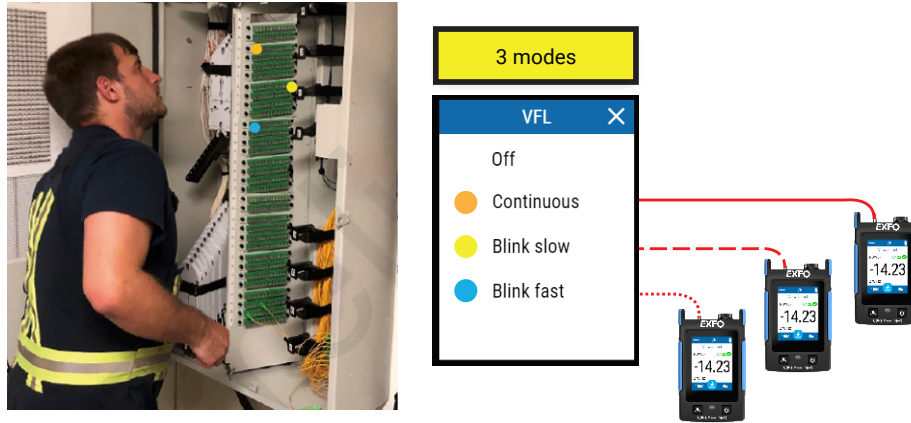 3 modes
VFL
Off
Continuous
Blink slow
Blink fast
EXFO
-14.23
EXFO
-14.23
EXFO
-14.23